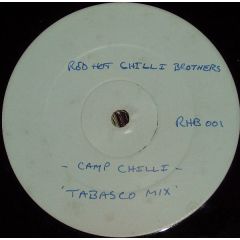 RED HOT CHILLI BROTHERS
RHB.001
- CAMP CHILLI -
'TABASCO MIX'